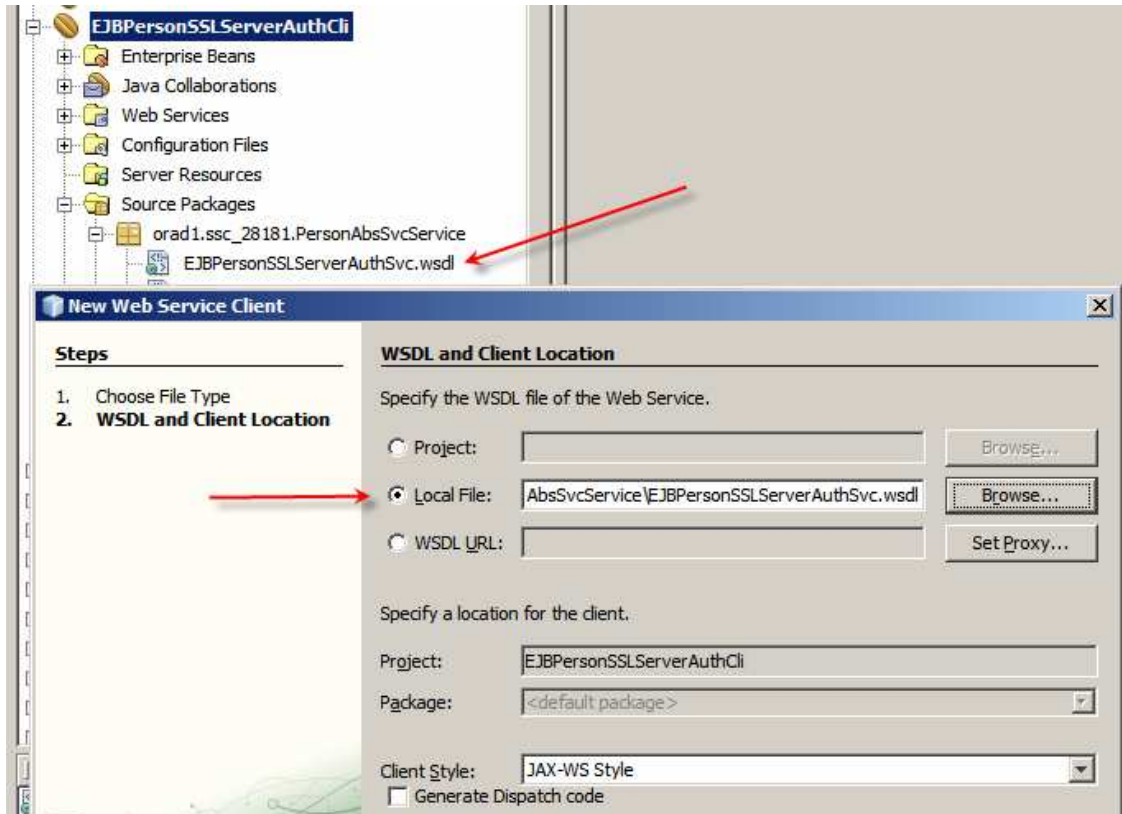 EJBPersonSSLServerAuthCli
Enterprise Beans
Java Collaborations
Web Services
Configuration Files
Server Resources
Source Packages
orad1.ssc_28181.PersonAbsSvcService
EJBPersonSSLServerAuthSvc.wsdl
New Web Service Client
Steps
1. Choose File Type
2. WSDL and Client Location
WSDL and Client Location
Specify the WSDL file of the Web Service.
Project: Browse...
Local File: AbsSvcService\EJBPersonSSLServerAuthSvc.wsdl Browse...
WSDL URL: Set Proxy...
Specify a location for the client.
Project: EJBPersonSSLServerAuthCli
Package: <default package>
Client Style: JAX-WS Style
Generate Dispatch code